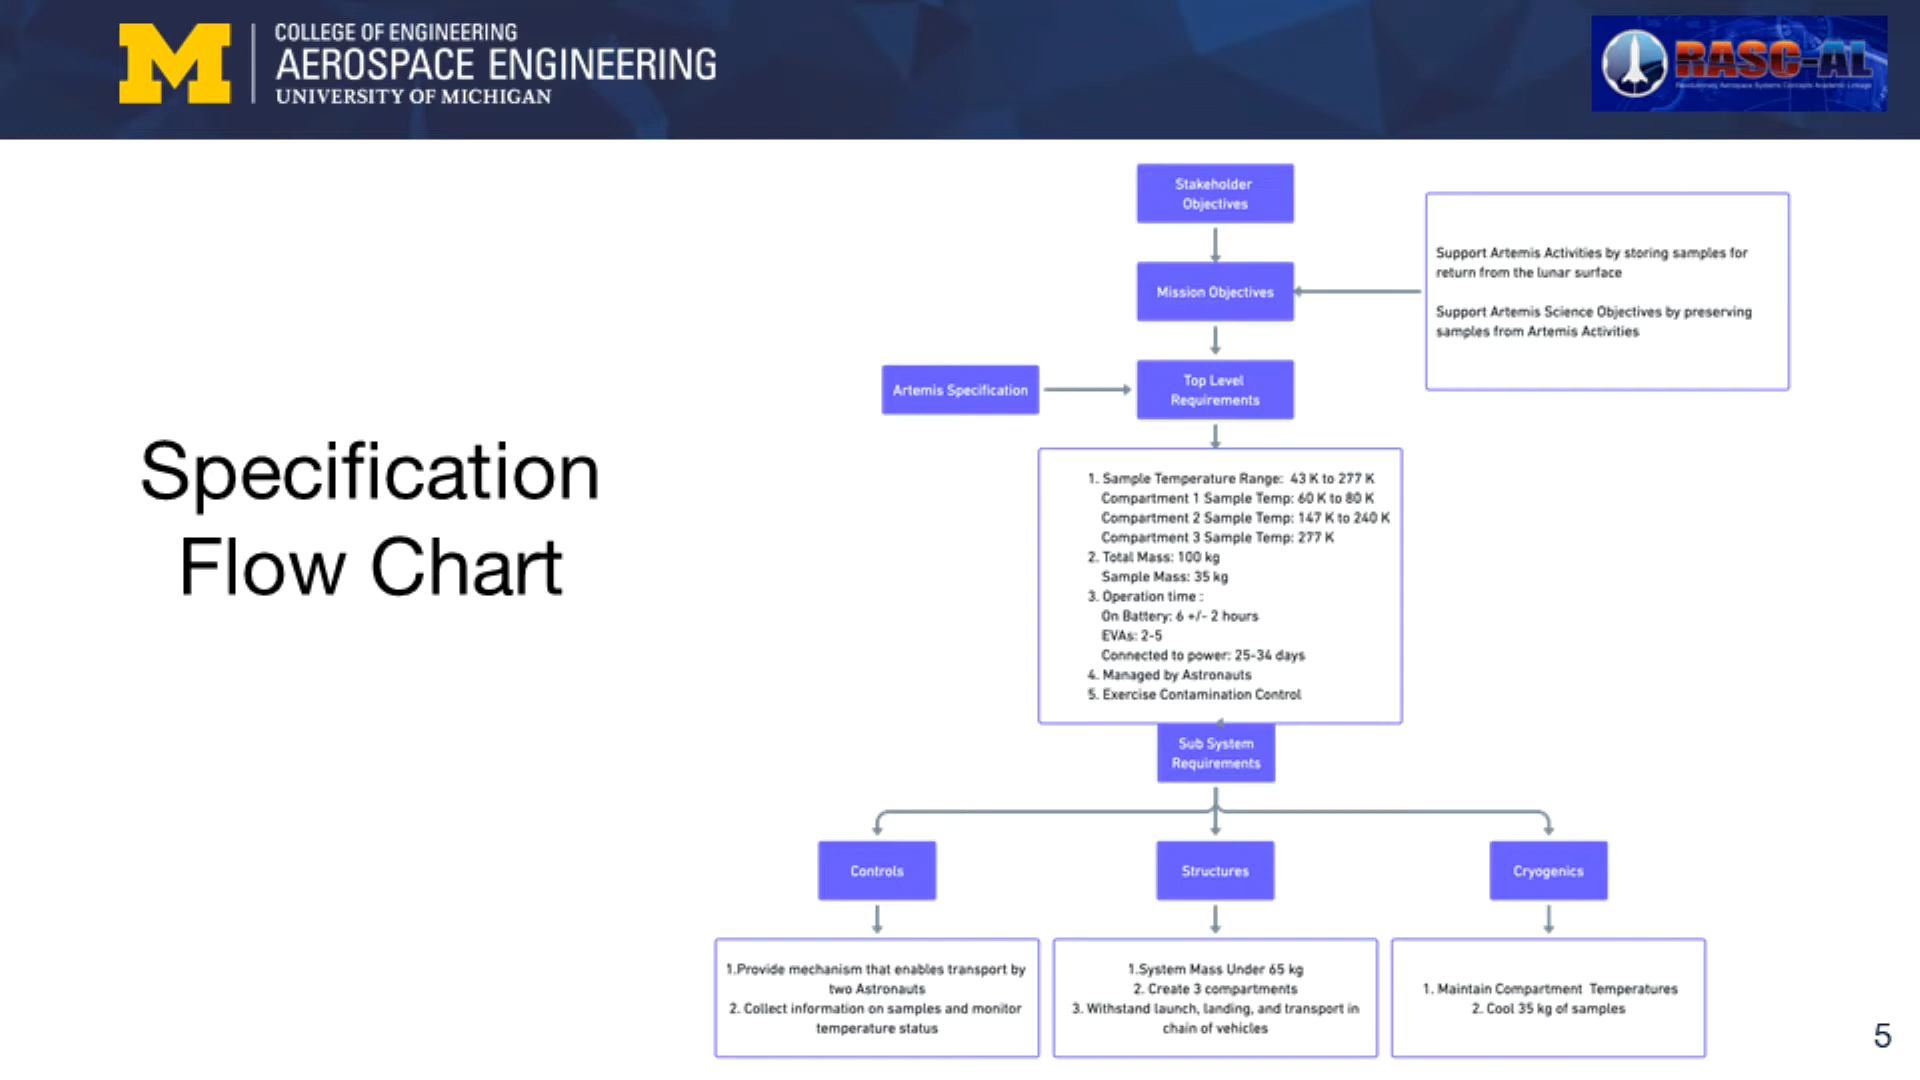 COLLEGE OF ENGINEERING
AEROSPACE ENGINEERING
UNIVERSITY OF MICHIGAN
RASC-AL
Revolutionary Aerospace Systems Concepts Academic Linkage
Specification
Flow Chart
Stakeholder
Objectives
Mission Objectives
Support Artemis Activities by storing samples for
return from the lunar surface
Support Artemis Science Objectives by preserving
samples from Artemis Activities
Artemis Specification
Top Level
Requirements
1. Sample Temperature Range: 43 K to 277 K
Compartment 1 Sample Temp: 60 K to 80 K
Compartment 2 Sample Temp: 147 K to 240 K
Compartment 3 Sample Temp: 277 K
2. Total Mass: 100 kg
Sample Mass: 35 kg
3. Operation time :
On Battery: 6 +/- 2 hours
EVAs: 2-5
Connected to power: 25-34 days
4. Managed by Astronauts
5. Exercise Contamination Control
Sub System
Requirements
Controls
Structures
Cryogenics
1.Provide mechanism that enables transport by
two Astronauts
2. Collect information on samples and monitor
temperature status
1.System Mass Under 65 kg
2. Create 3 compartments
3. Withstand launch, landing, and transport in
chain of vehicles
1. Maintain Compartment Temperatures
2. Cool 35 kg of samples
5